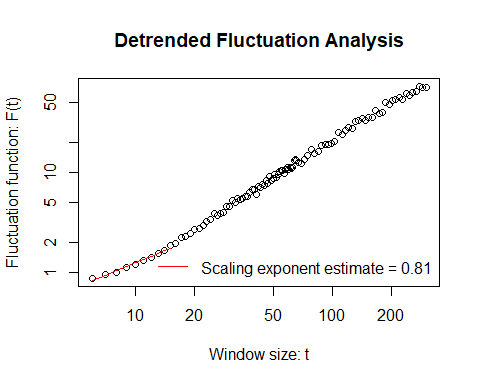 Detrended Fluctuation Analysis
Fluctuation function: F(t)
50
10
5
2
1
Scaling exponent estimate = 0.81
10 20 50 100 200
Window size: t